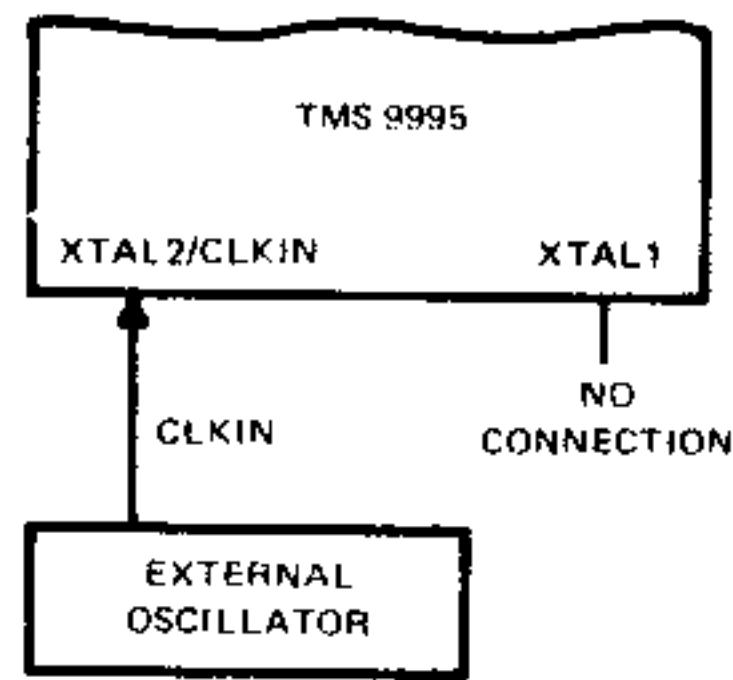 TMS 9995
XTAL2/CLKIN
XTAL1
NO
CONNECTION
CLKIN
EXTERNAL
OSCILLATOR